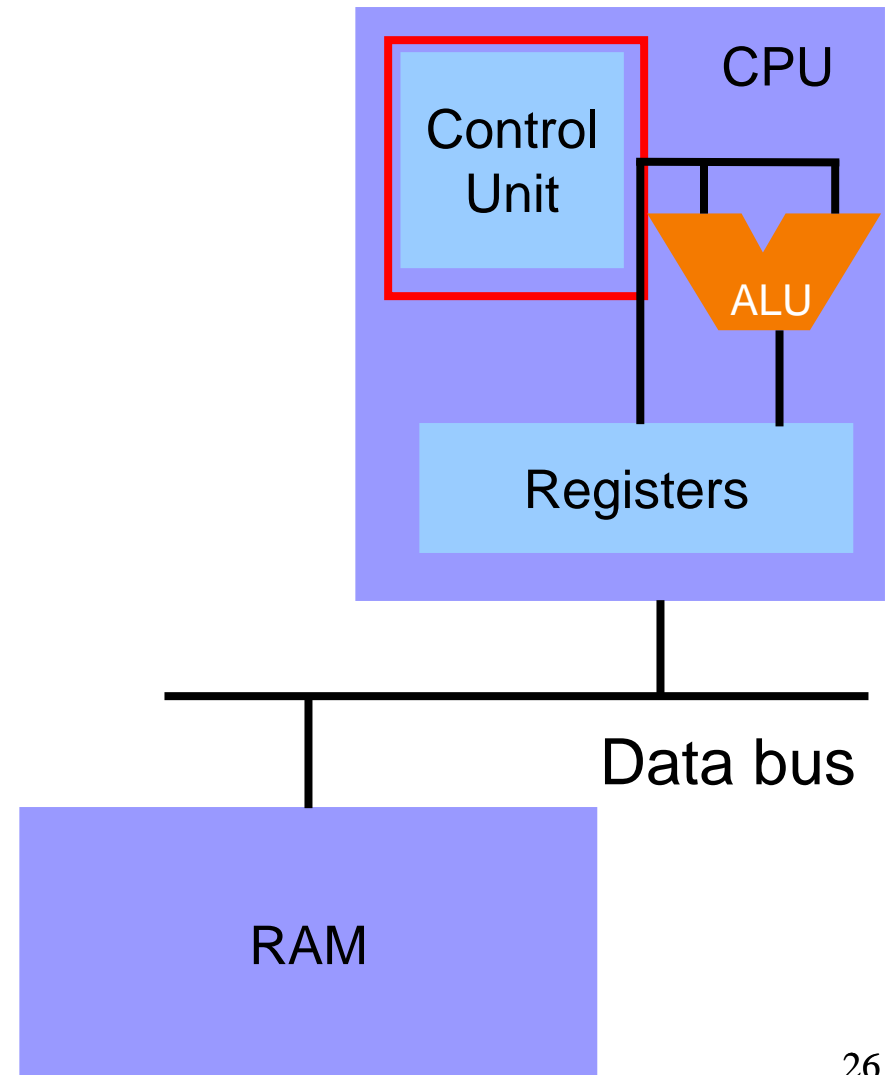 CPU
Control
Unit
ALU
Registers
Data bus
RAM
26